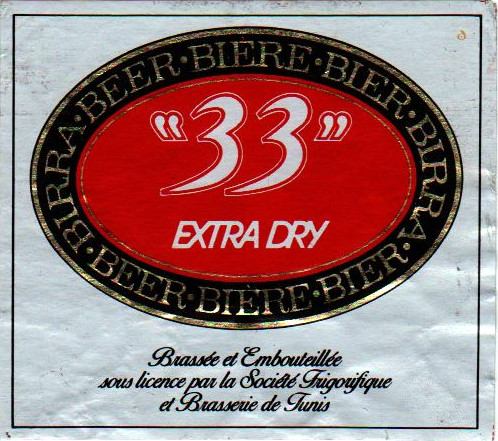 BIRRA·BEER·BIÈRE·BIER·BIRRA·
"33"
EXTRA DRY
BIRRA·BEER·BIÈRE·BIER·
Brassée et Embouteillée
sous licence par la Société Frigorifique
et Brasserie de Tunis